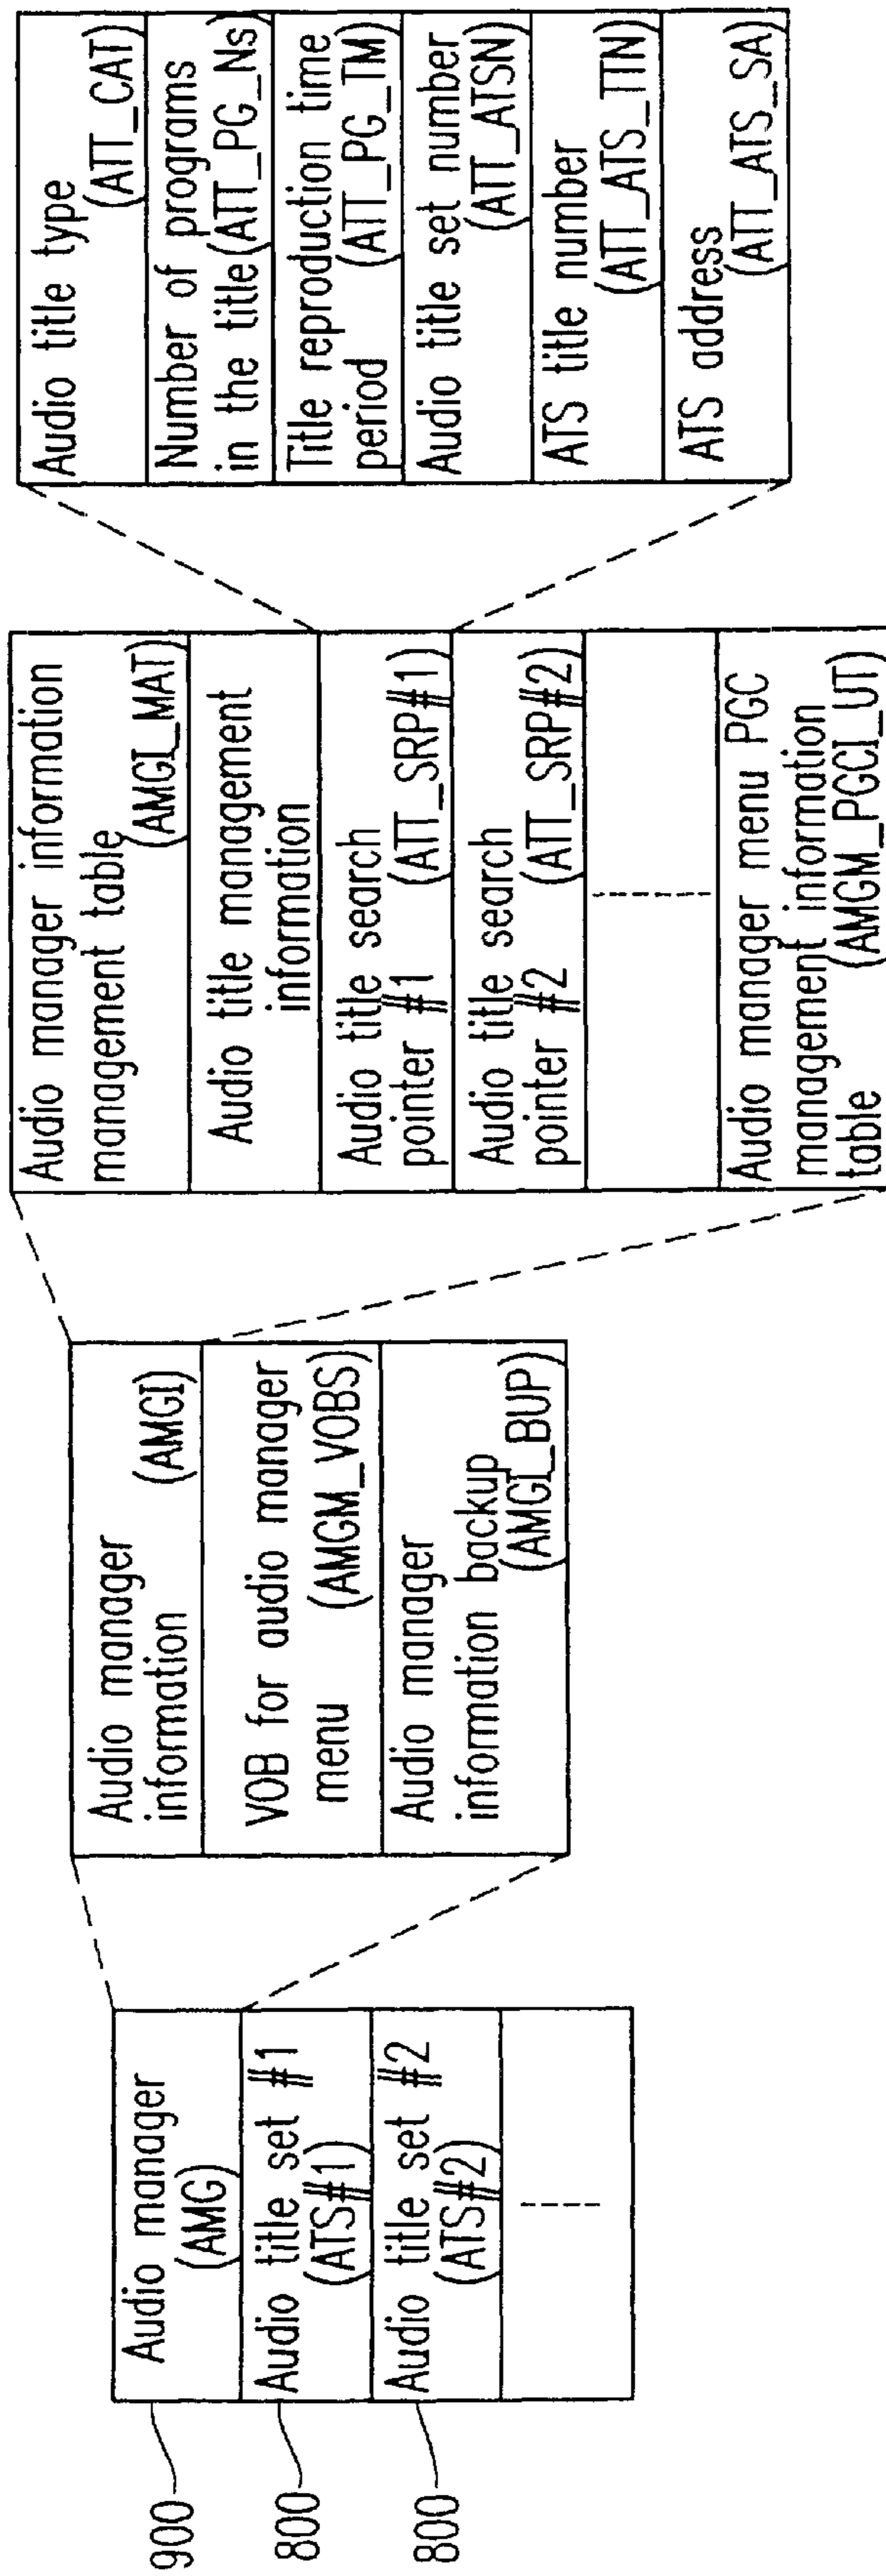 900
800
800
Audio manager
(AMG)
Audio title set #1
(ATS#1)
Audio title set #2
(ATS#2)
Audio manager
information (AMGI)
VOB for audio manager
menu (AMGM_VOBS)
Audio manager
information backup
(AMGI_BUP)
Audio manager information
management table
(AMGI_MAT)
Audio title management
information
Audio title search
pointer #1 (ATT_SRP#1)
Audio title search
pointer #2 (ATT_SRP#2)
Audio manager menu PGC
management information
table (AMGM_PGCI_UT)
Audio title type
(ATT_CAT)
Number of programs
in the title(ATT_PG_Ns)
Title reproduction time
period (ATT_PG_TM)
Audio title set number
(ATT_ATSN)
ATS title number
(ATT_ATS_TTN)
ATS address
(ATT_ATS_SA)